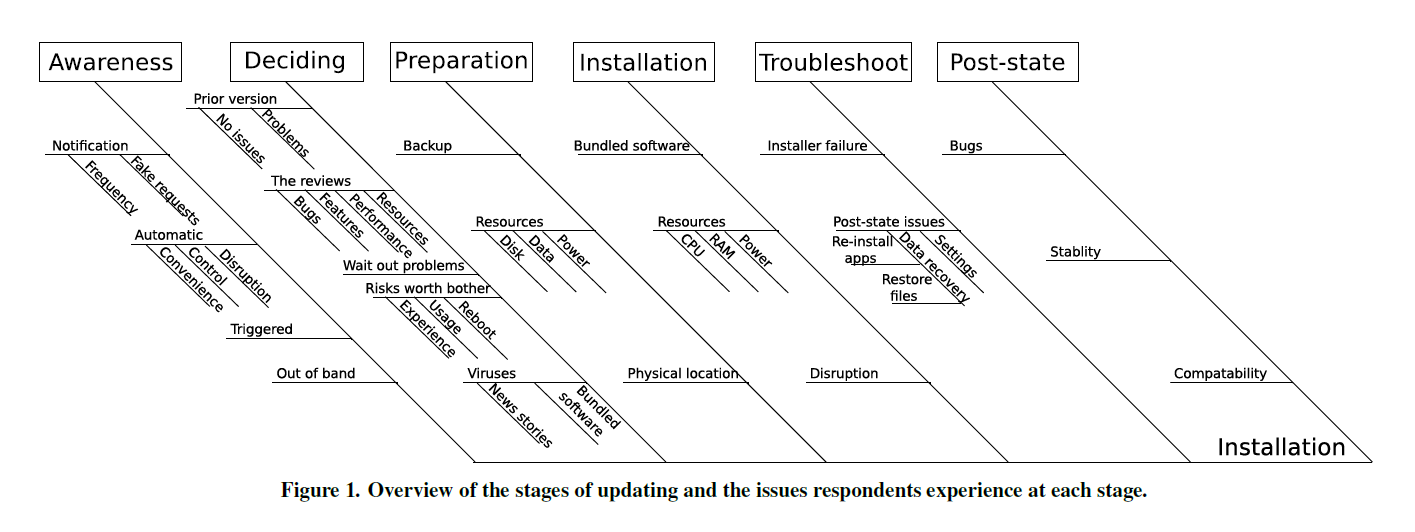 Awareness
Deciding
Preparation
Installation
Troubleshoot
Post-state
Notification
Frequency
Fake requests
Automatic
Convenience
Control
Disruption
Triggered
Out of band
Prior version
No issues
Problems
The reviews
Bugs
Features
Performance
Resources
Wait out problems
Risks worth bother
Experience
Usage
Reboot
Viruses
News stories
Bundled
software
Backup
Resources
Disk
Data
Power
Physical location
Bundled software
Resources
CPU
RAM
Power
Disruption
Installer failure
Post-state issues
Re-install
apps
Restore
files
Data recovery
Settings
Bugs
Stablity
Compatability
Installation
Figure 1. Overview of the stages of updating and the issues respondents experience at each stage.